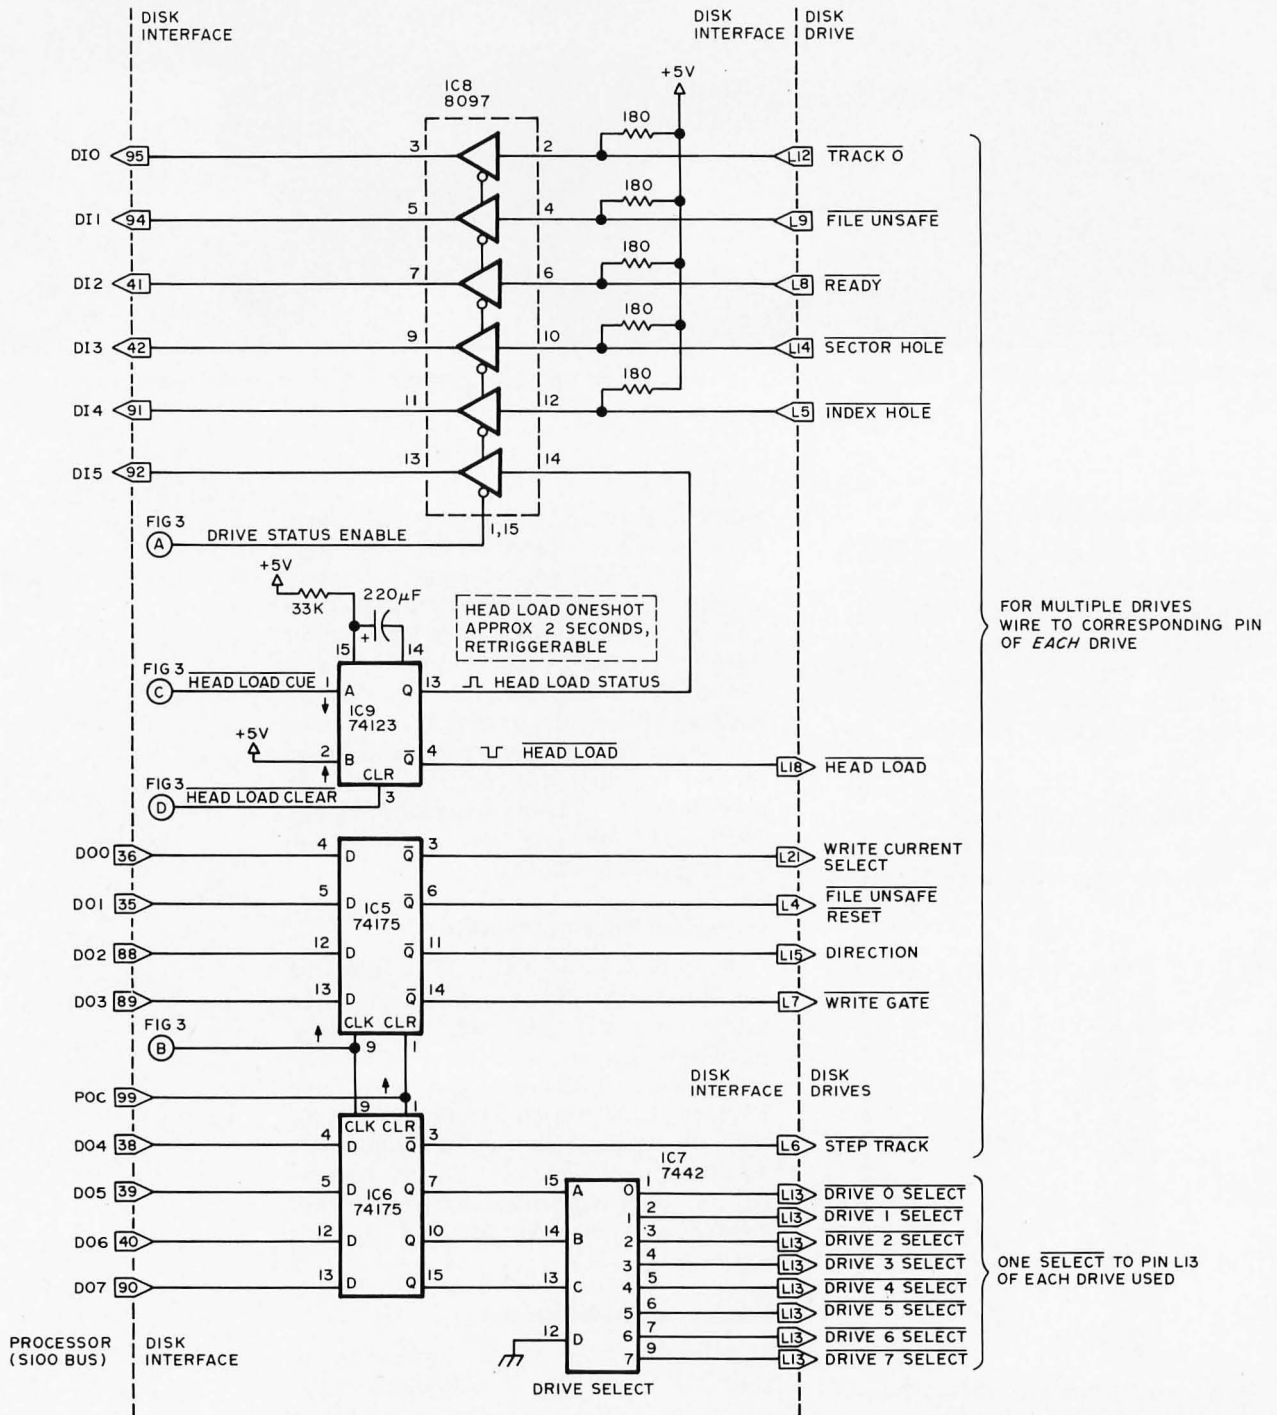 DISK
INTERFACE
DISK
INTERFACE
DISK
DRIVE
+5V
IC8
8097
DI0 95 3 2 180 L12 TRACK 0
DI1 94 5 4 180 L9 FILE UNSAFE
DI2 41 7 6 180 L8 READY
DI3 42 9 10 180 L14 SECTOR HOLE
DI4 91 11 12 180 L5 INDEX HOLE
DI5 92 13 14
FIG 3
A DRIVE STATUS ENABLE 1,15
+5V
33K
220µF
+
HEAD LOAD ONESHOT
APPROX 2 SECONDS,
RETRIGGERABLE
FOR MULTIPLE DRIVES
WIRE TO CORRESPONDING PIN
OF EACH DRIVE
15 14
FIG 3
C HEAD LOAD CUE 1 A Q 13 HEAD LOAD STATUS
IC9
74123
+5V
2 B Q̅ 4 HEAD LOAD L18 HEAD LOAD
CLR
FIG 3
D HEAD LOAD CLEAR 3
DO0 36 4 D Q̅ 3 L21 WRITE CURRENT
SELECT
DO1 35 5 D Q̅ 6 L4 FILE UNSAFE
RESET
IC5
74175
DO2 88 12 D Q̅ 11 L15 DIRECTION
DO3 89 13 D Q̅ 14 L7 WRITE GATE
CLK CLR
FIG 3
B 9 1
DISK
INTERFACE
DISK
DRIVES
POC 99
9 1
CLK CLR
DO4 38 4 D Q̅ 3 L6 STEP TRACK
IC7
7442
DO5 39 5 D Q 7 15 A 0 1 L13 DRIVE 0 SELECT
IC6
74175
1 2 L13 DRIVE 1 SELECT
DO6 40 12 D Q 10 14 B 2 3 L13 DRIVE 2 SELECT
3 4 L13 DRIVE 3 SELECT
DO7 90 13 D Q 15 13 C 4 5 L13 DRIVE 4 SELECT
5 6 L13 DRIVE 5 SELECT
12 D 6 7 L13 DRIVE 6 SELECT
7 9 L13 DRIVE 7 SELECT
ONE SELECT TO PIN L13
OF EACH DRIVE USED
PROCESSOR
(S100 BUS)
DISK
INTERFACE
DRIVE SELECT